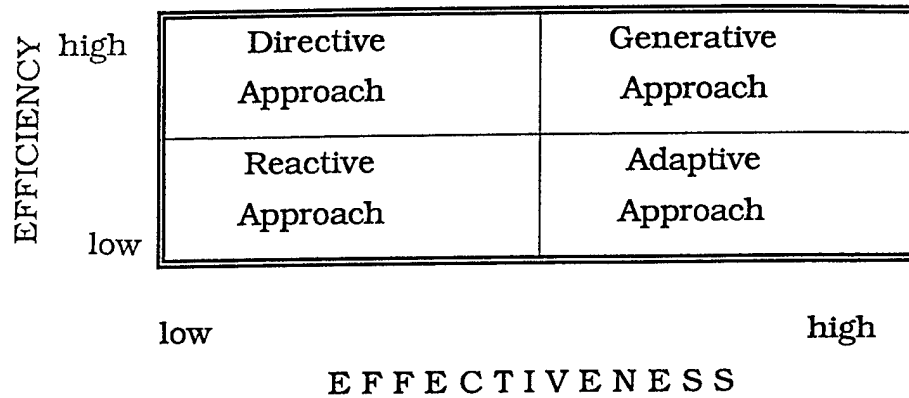 EFFICIENCY
high
Directive Generative
Approach Approach
Reactive Adaptive
Approach Approach
low
low high
EFFECTIVENESS